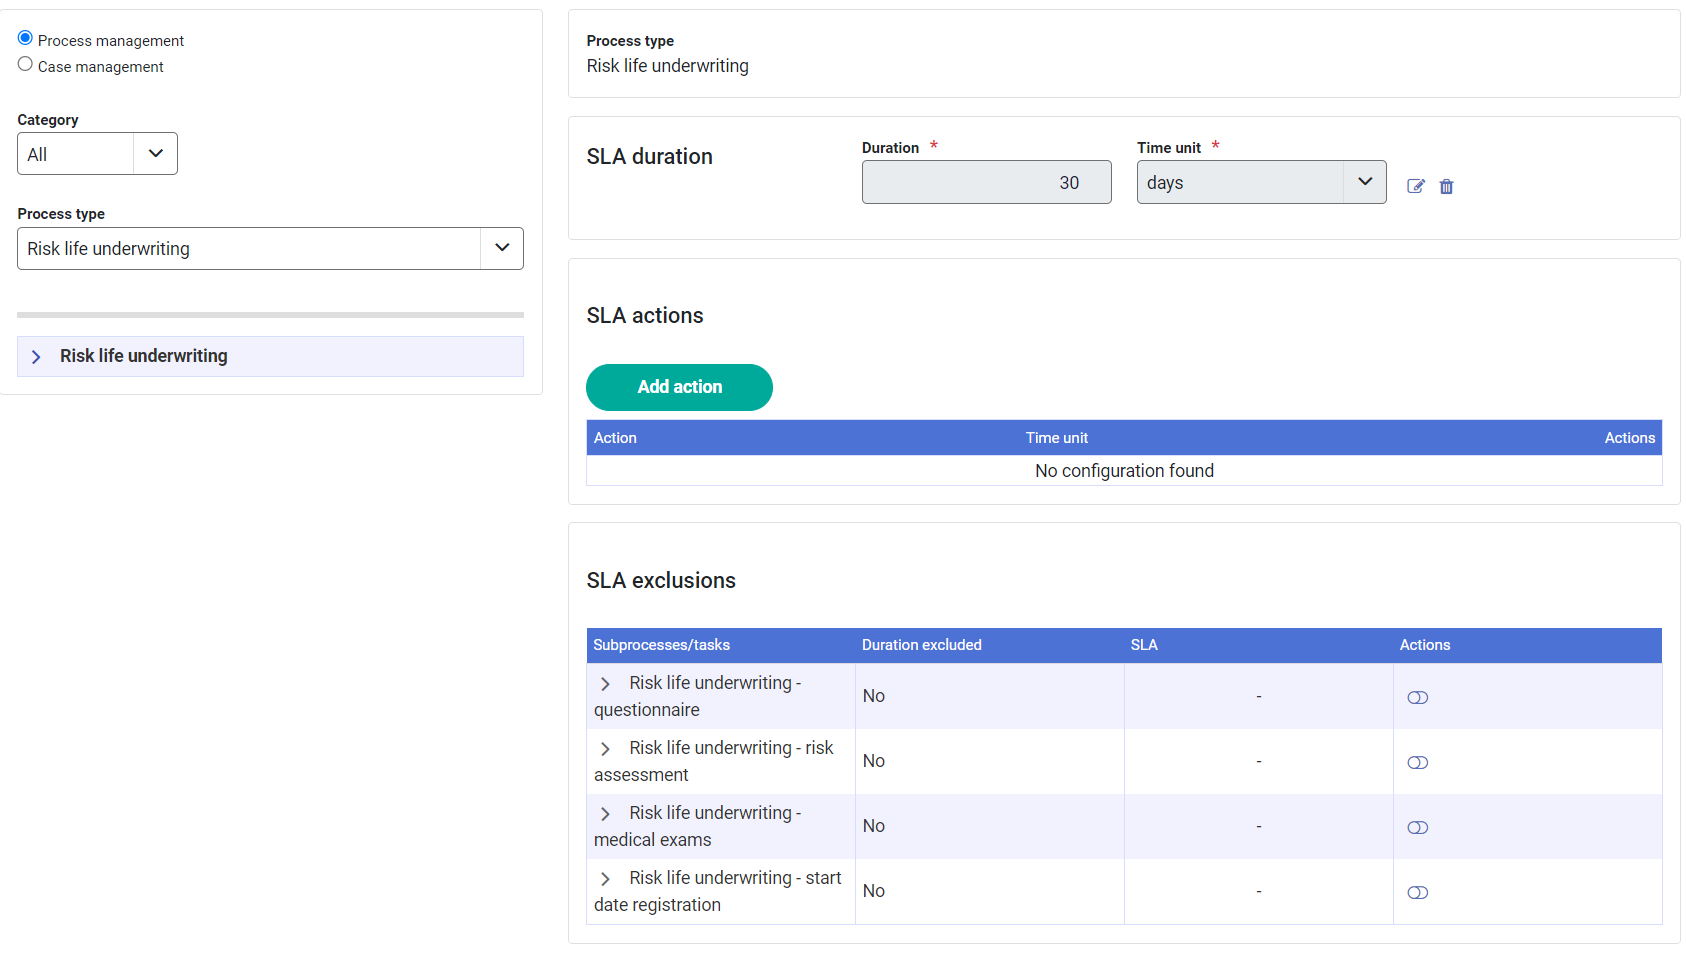 Process management
Case management
Category
All
Process type
Risk life underwriting
Risk life underwriting
Process type
Risk life underwriting
SLA duration
Duration *
Time unit *
30
days
SLA actions
Add action
Action Time unit Actions
No configuration found
SLA exclusions
Subprocesses/tasks Duration excluded SLA Actions
Risk life underwriting -
questionnaire
No
-
Risk life underwriting - risk
assessment
No
-
Risk life underwriting -
medical exams
No
-
Risk life underwriting - start
date registration
No
-